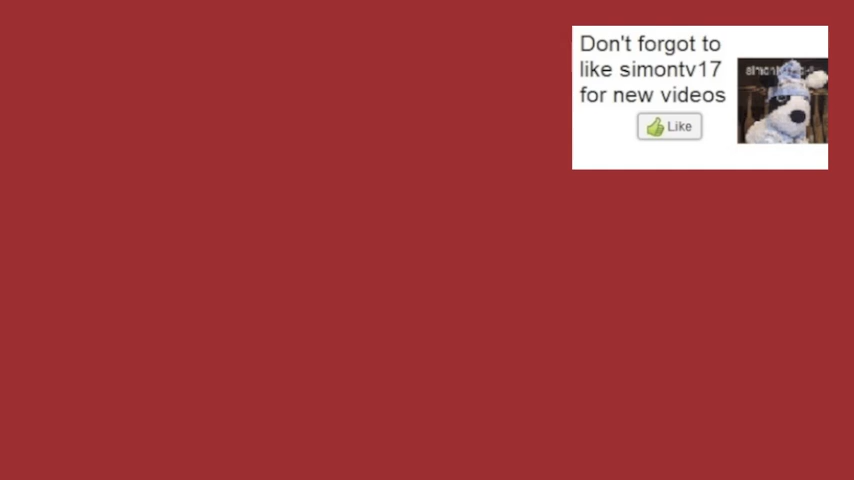 Don't forgot to
like simontv17
for new videos
Like